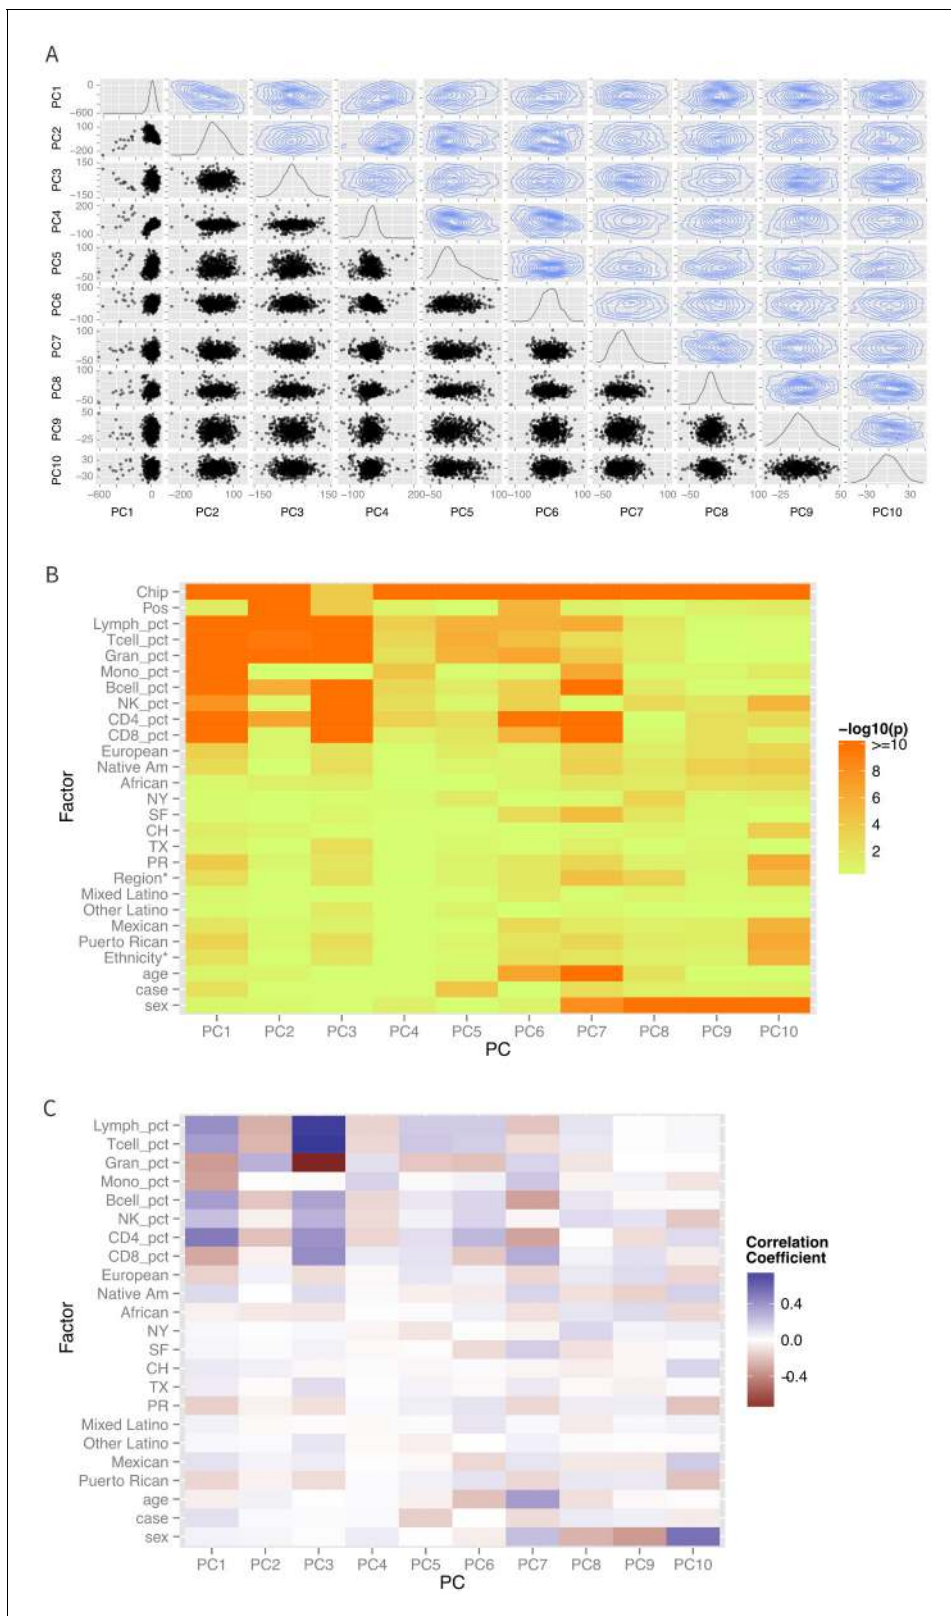 A
PC1 0 −600
PC2 100 −200
PC3 150 −150
PC4 200 −100
PC5 100 −50
PC6 100 −100
PC7 100 −50
PC8 100 −50
PC9 50 −25
PC10 30 −30
−600 0 −200 100 −150 150 −100 200 −50 100 −100 100 −50 100 −50 100 −25 50 −30 30
PC1 PC2 PC3 PC4 PC5 PC6 PC7 PC8 PC9 PC10
B
Factor
Chip
Pos
Lymph_pct
Tcell_pct
Gran_pct
Mono_pct
Bcell_pct
NK_pct
CD4_pct
CD8_pct
European
Native Am
African
NY
SF
CH
TX
PR
Region*
Mixed Latino
Other Latino
Mexican
Puerto Rican
Ethnicity*
age
case
sex
PC1 PC2 PC3 PC4 PC5 PC6 PC7 PC8 PC9 PC10
PC
−log10(p)
>=10
8
6
4
2
C
Factor
Lymph_pct
Tcell_pct
Gran_pct
Mono_pct
Bcell_pct
NK_pct
CD4_pct
CD8_pct
European
Native Am
African
NY
SF
CH
TX
PR
Mixed Latino
Other Latino
Mexican
Puerto Rican
age
case
sex
PC1 PC2 PC3 PC4 PC5 PC6 PC7 PC8 PC9 PC10
PC
Correlation
Coefficient
0.4
0.0
-0.4